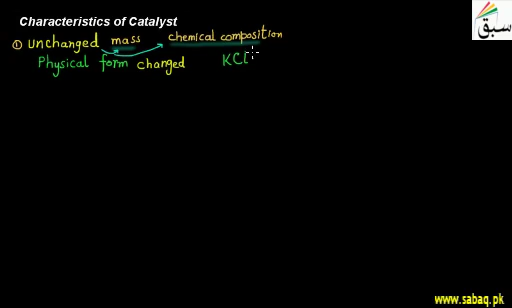 Characteristics of Catalyst
سبق
① Unchanged mass chemical composition
Physical form changed KCl
www.sabaq.pk